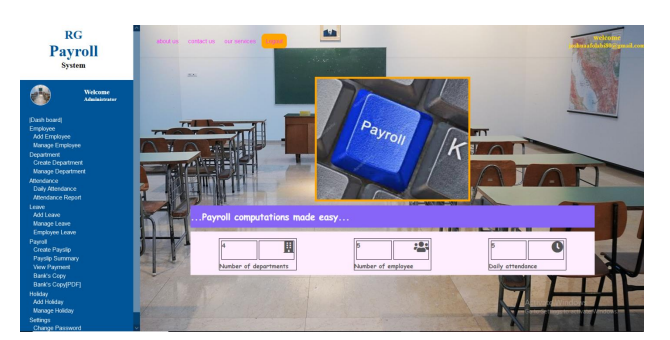 RG
Payroll
System
Welcome
Administrator
[Dash board]
Employee
Add Employee
Manage Employee
Department
Create Department
Manage Department
Attendance
Daily Attendance
Attendance Report
Leave
Add Leave
Manage Leave
Employee Leave
Payroll
Create Payslip
Payslip Summary
View Payment
Bank's Copy
Bank's Copy[PDF]
Holiday
Add Holiday
Manage Holiday
Settings
Change Password
about us contact us our services Logout
welcome
Payroll
K
...Payroll computations made easy...
4
Number of departments
5
Number of employee
5
Daily attendance